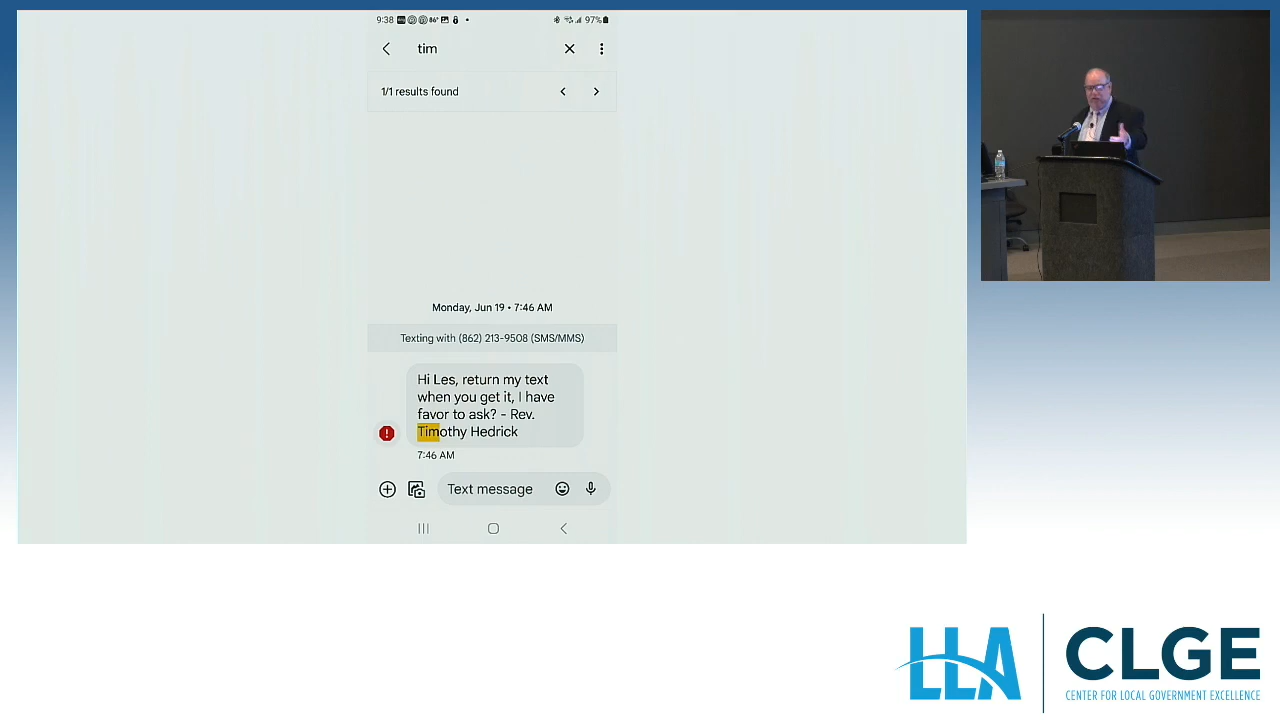 9:38
86°
97%
tim
1/1 results found
Monday, Jun 19 • 7:46 AM
Texting with (862) 213-9508 (SMS/MMS)
Hi Les, return my text
when you get it, I have
favor to ask? - Rev.
Timothy Hedrick
7:46 AM
Text message
LLA
CLGE
CENTER FOR LOCAL GOVERNMENT EXCELLENCE